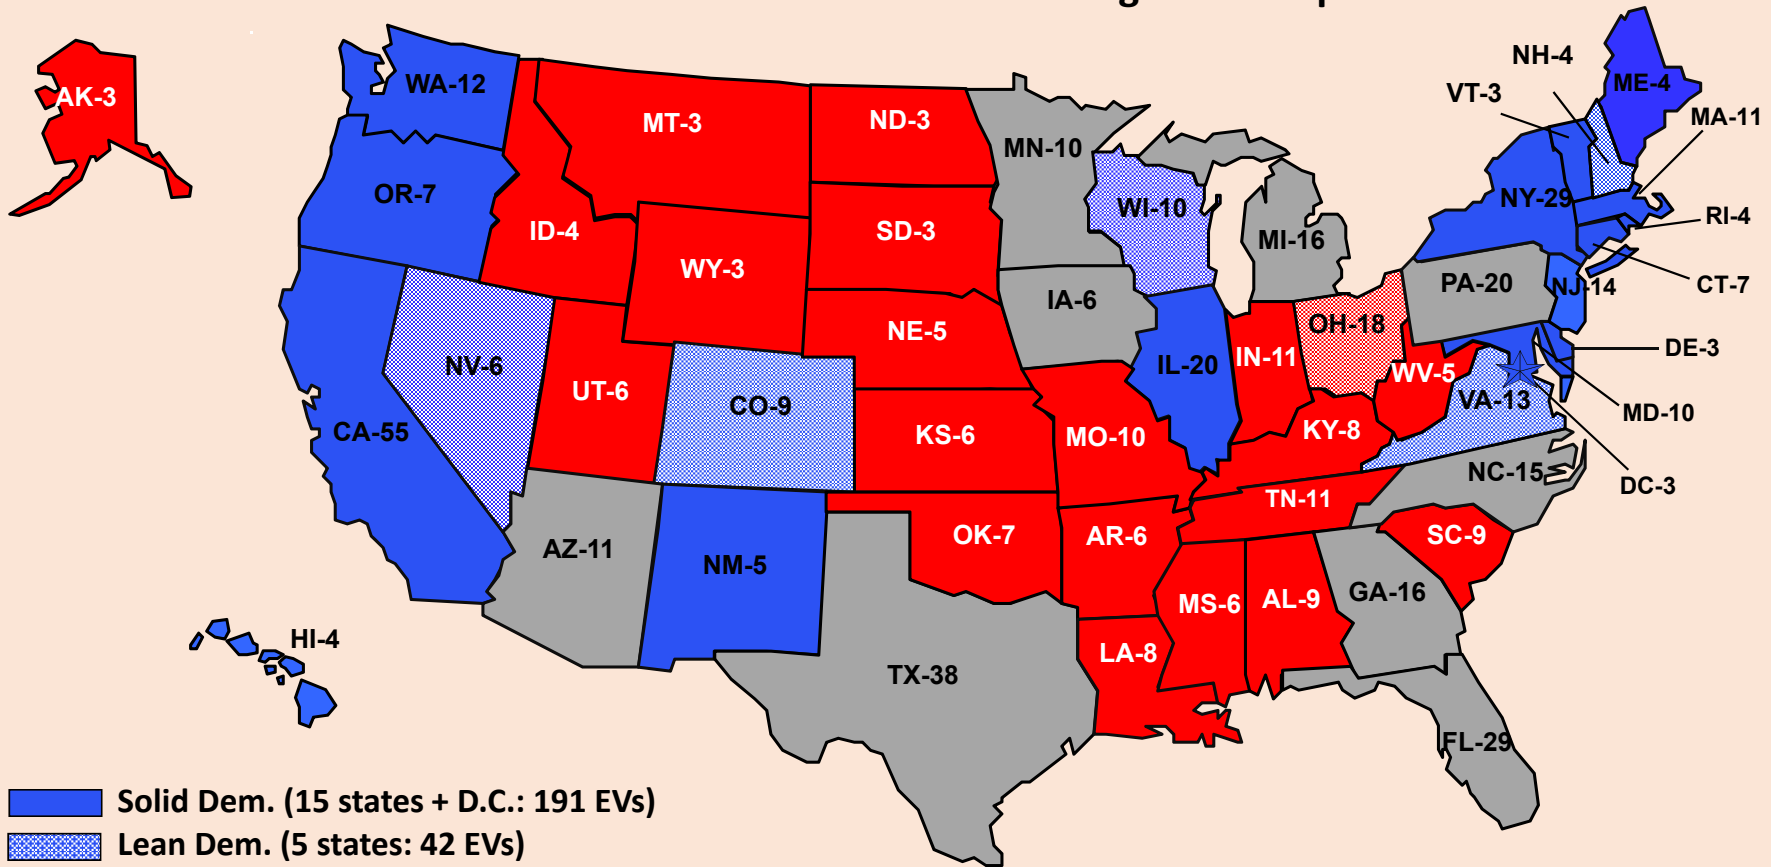 NH-4
ME-4
AK-3
WA-12
VT-3
MA-11
MT-3
ND-3
MN-10
OR-7
NY-29
WI-10
RI-4
ID-4
SD-3
MI-16
WY-3
PA-20
CT-7
IA-6
NJ-14
NE-5
OH-18
DE-3
NV-6
IL-20
IN-11
WV-5
UT-6
CO-9
VA-13
MD-10
CA-55
KS-6
MO-10
KY-8
NC-15
DC-3
TN-11
AZ-11
OK-7
AR-6
SC-9
NM-5
GA-16
MS-6
AL-9
HI-4
LA-8
TX-38
FL-29
Solid Dem. (15 states + D.C.: 191 EVs)
Lean Dem. (5 states: 42 EVs)